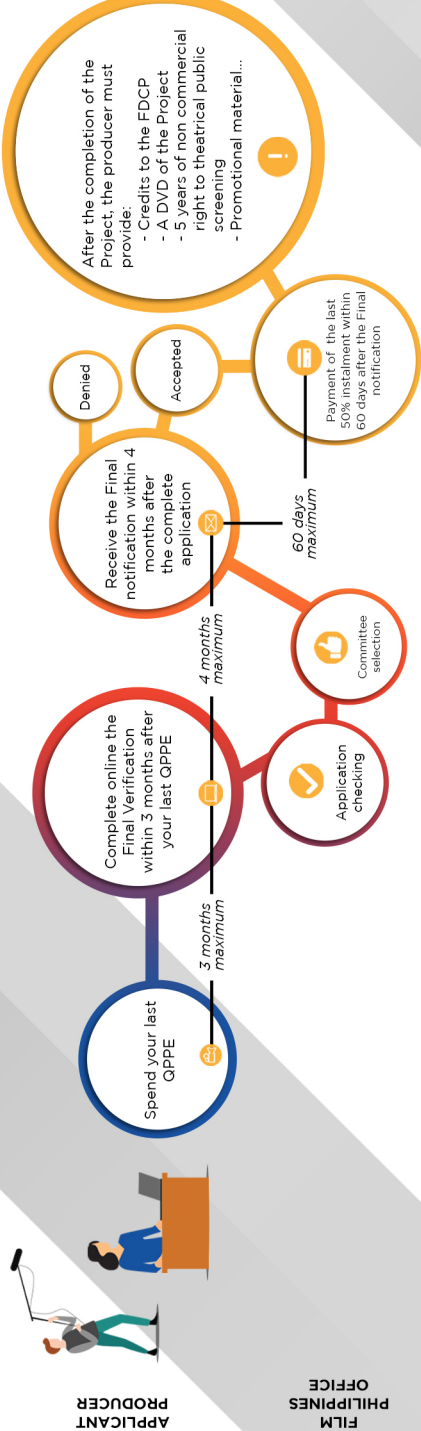 APPLICANT
PRODUCER
FILM
PHILIPPINES
OFFICE
Spend your last
QPPE
3 months
maximum
Complete online the
Final Verification
within 3 months after
your last QPPE
Application
checking
Committee
selection
4 months
maximum
Receive the Final
notification within 4
months after
the complete
application
Denied
Accepted
60 days
maximum
Payment of the last
50% instalment within
60 days after the Final
notification
After the completion of the
Project, the producer must
provide:
- Credits to the FDCP
- A DVD of the Project
- 5 years of non commercial
right to theatrical public
screening
- Promotional material...